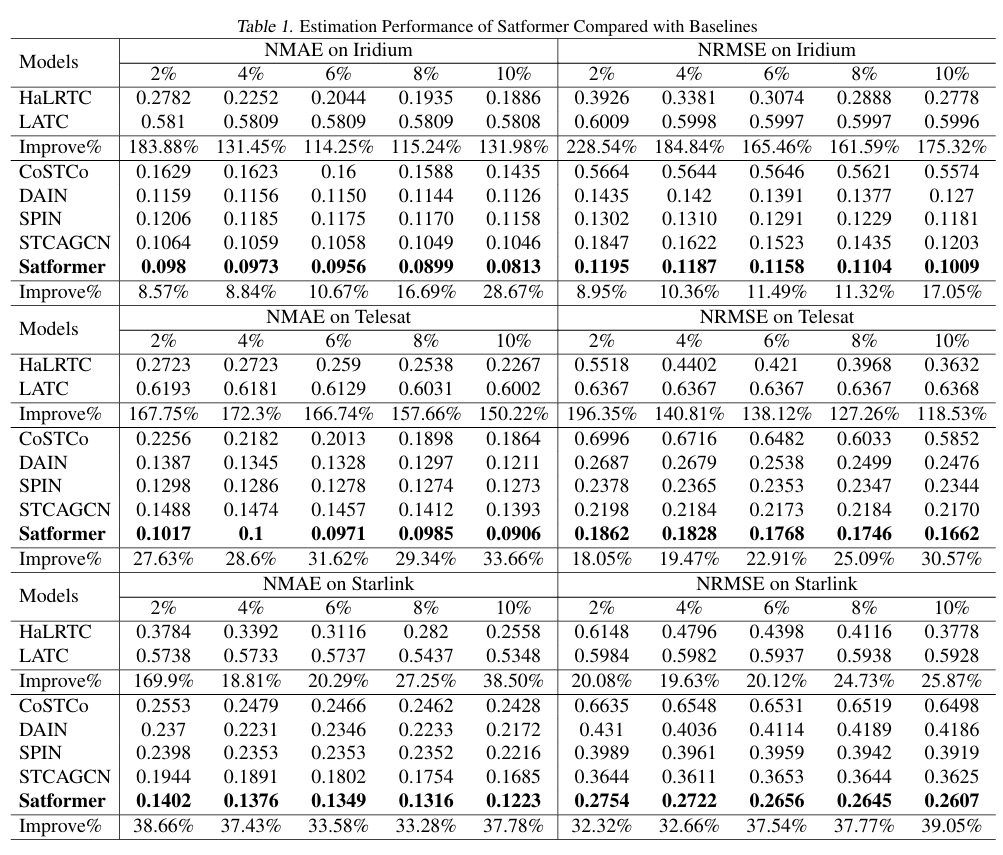 Table 1. Estimation Performance of Satformer Compared with Baselines
Models NMAE on Iridium NRMSE on Iridium
2% 4% 6% 8% 10% 2% 4% 6% 8% 10%
HaLRTC 0.2782 0.2252 0.2044 0.1935 0.1886 0.3926 0.3381 0.3074 0.2888 0.2778
LATC 0.581 0.5809 0.5809 0.5809 0.5808 0.6009 0.5998 0.5997 0.5997 0.5996
Improve% 183.88% 131.45% 114.25% 115.24% 131.98% 228.54% 184.84% 165.46% 161.59% 175.32%
CoSTCo 0.1629 0.1623 0.16 0.1588 0.1435 0.5664 0.5644 0.5646 0.5621 0.5574
DAIN 0.1159 0.1156 0.1150 0.1144 0.1126 0.1435 0.142 0.1391 0.1377 0.127
SPIN 0.1206 0.1185 0.1175 0.1170 0.1158 0.1302 0.1310 0.1291 0.1229 0.1181
STCAGCN 0.1064 0.1059 0.1058 0.1049 0.1046 0.1847 0.1622 0.1523 0.1435 0.1203
Satformer 0.098 0.0973 0.0956 0.0899 0.0813 0.1195 0.1187 0.1158 0.1104 0.1009
Improve% 8.57% 8.84% 10.67% 16.69% 28.67% 8.95% 10.36% 11.49% 11.32% 17.05%
Models NMAE on Telesat NRMSE on Telesat
2% 4% 6% 8% 10% 2% 4% 6% 8% 10%
HaLRTC 0.2723 0.2723 0.259 0.2538 0.2267 0.5518 0.4402 0.421 0.3968 0.3632
LATC 0.6193 0.6181 0.6129 0.6031 0.6002 0.6367 0.6367 0.6367 0.6367 0.6368
Improve% 167.75% 172.3% 166.74% 157.66% 150.22% 196.35% 140.81% 138.12% 127.26% 118.53%
CoSTCo 0.2256 0.2182 0.2013 0.1898 0.1864 0.6996 0.6716 0.6482 0.6033 0.5852
DAIN 0.1387 0.1345 0.1328 0.1297 0.1211 0.2687 0.2679 0.2538 0.2499 0.2476
SPIN 0.1298 0.1286 0.1278 0.1274 0.1273 0.2378 0.2365 0.2353 0.2347 0.2344
STCAGCN 0.1488 0.1474 0.1457 0.1412 0.1393 0.2198 0.2184 0.2173 0.2184 0.2170
Satformer 0.1017 0.1 0.0971 0.0985 0.0906 0.1862 0.1828 0.1768 0.1746 0.1662
Improve% 27.63% 28.6% 31.62% 29.34% 33.66% 18.05% 19.47% 22.91% 25.09% 30.57%
Models NMAE on Starlink NRMSE on Starlink
2% 4% 6% 8% 10% 2% 4% 6% 8% 10%
HaLRTC 0.3784 0.3392 0.3116 0.282 0.2558 0.6148 0.4796 0.4398 0.4116 0.3778
LATC 0.5738 0.5733 0.5737 0.5437 0.5348 0.5984 0.5982 0.5937 0.5938 0.5928
Improve% 169.9% 18.81% 20.29% 27.25% 38.50% 20.08% 19.63% 20.12% 24.73% 25.87%
CoSTCo 0.2553 0.2479 0.2466 0.2462 0.2428 0.6635 0.6548 0.6531 0.6519 0.6498
DAIN 0.237 0.2231 0.2346 0.2233 0.2172 0.431 0.4036 0.4114 0.4189 0.4186
SPIN 0.2398 0.2353 0.2353 0.2352 0.2216 0.3989 0.3961 0.3959 0.3942 0.3919
STCAGCN 0.1944 0.1891 0.1802 0.1754 0.1685 0.3644 0.3611 0.3653 0.3644 0.3625
Satformer 0.1402 0.1376 0.1349 0.1316 0.1223 0.2754 0.2722 0.2656 0.2645 0.2607
Improve% 38.66% 37.43% 33.58% 33.28% 37.78% 32.32% 32.66% 37.54% 37.77% 39.05%